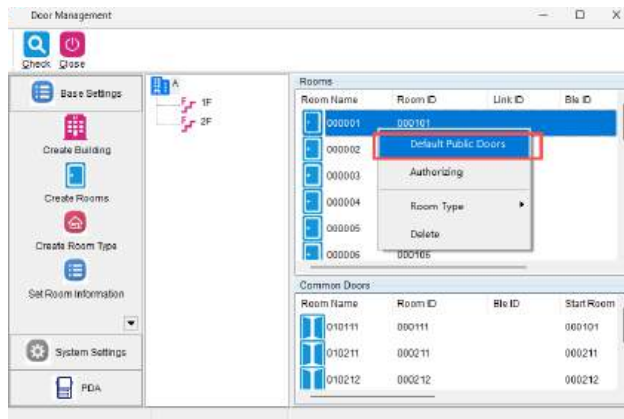 Door Management
Check Close
Base Settings
Create Building
Create Rooms
Create Room Type
Set Room Information
System Settings
PDA
A
1F
2F
Rooms
Room Name Room ID Link ID Ble ID
000001 000101
000002
000003
000004
000005
000006 000106
Default Public Doors
Authorizing
Room Type
Delete
Common Doors
Room Name Room ID Ble ID Start Room
010111 000111 000101
010211 000211 000211
010212 000212 000212